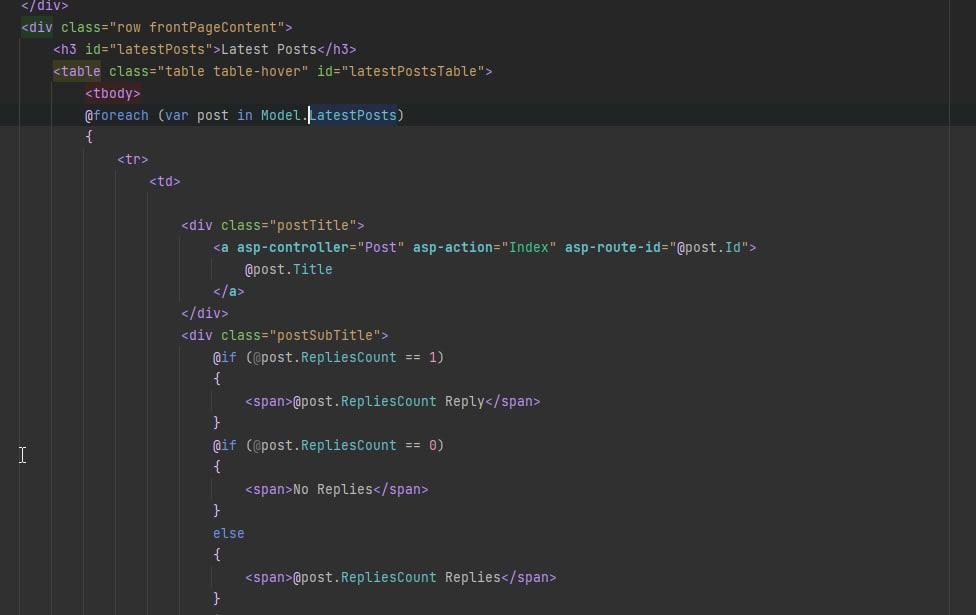 </div>
<div class="row frontPageContent">
<h3 id="latestPosts">Latest Posts</h3>
<table class="table table-hover" id="latestPostsTable">
<tbody>
@foreach (var post in Model.LatestPosts)
{
<tr>
<td>
<div class="postTitle">
<a asp-controller="Post" asp-action="Index" asp-route-id="@post.Id">
@post.Title
</a>
</div>
<div class="postSubTitle">
@if (@post.RepliesCount == 1)
{
<span>@post.RepliesCount Reply</span>
}
@if (@post.RepliesCount == 0)
{
<span>No Replies</span>
}
else
{
<span>@post.RepliesCount Replies</span>
}